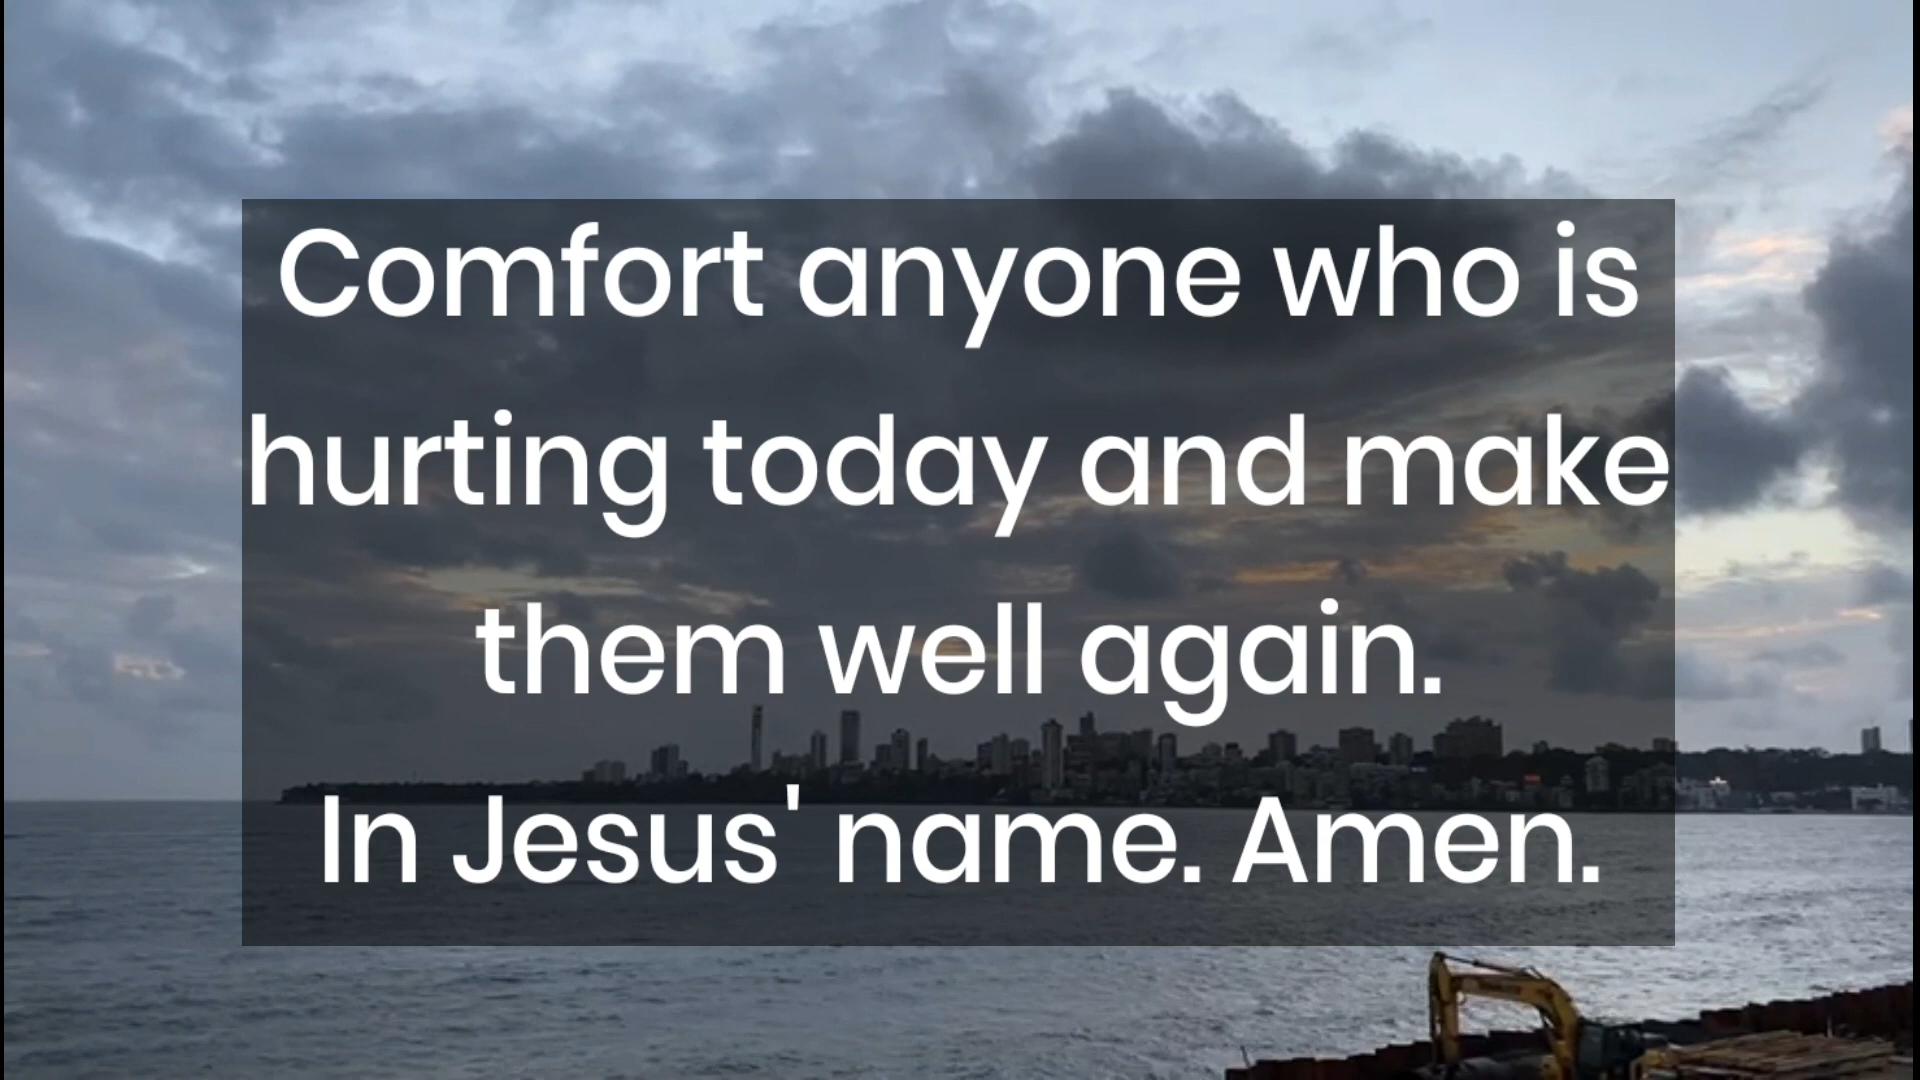 Comfort anyone who is
hurting today and make
them well again.
In Jesus' name. Amen.